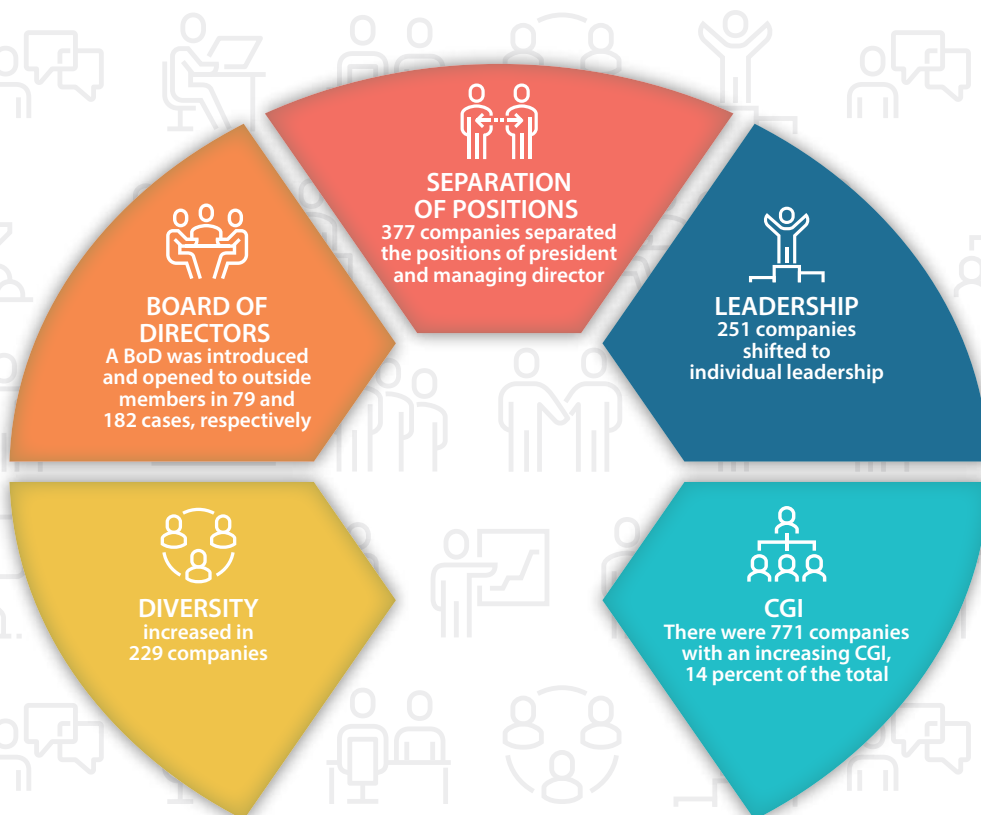 SEPARATION
OF POSITIONS
377 companies separated
the positions of president
and managing director
BOARD OF
DIRECTORS
A BoD was introduced
and opened to outside
members in 79 and
182 cases, respectively
LEADERSHIP
251 companies
shifted to
individual leadership
DIVERSITY
increased in
229 companies
CGI
There were 771 companies
with an increasing CGI,
14 percent of the total